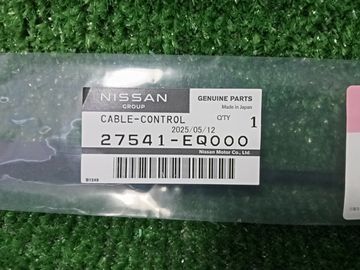 NISSAN
GROUP
GENUINE PARTS
Made in Japan
CABLE-CONTROL
Q'TY 1
2025/05/12
27541-EQ000
Nissan Motor Co., Ltd.